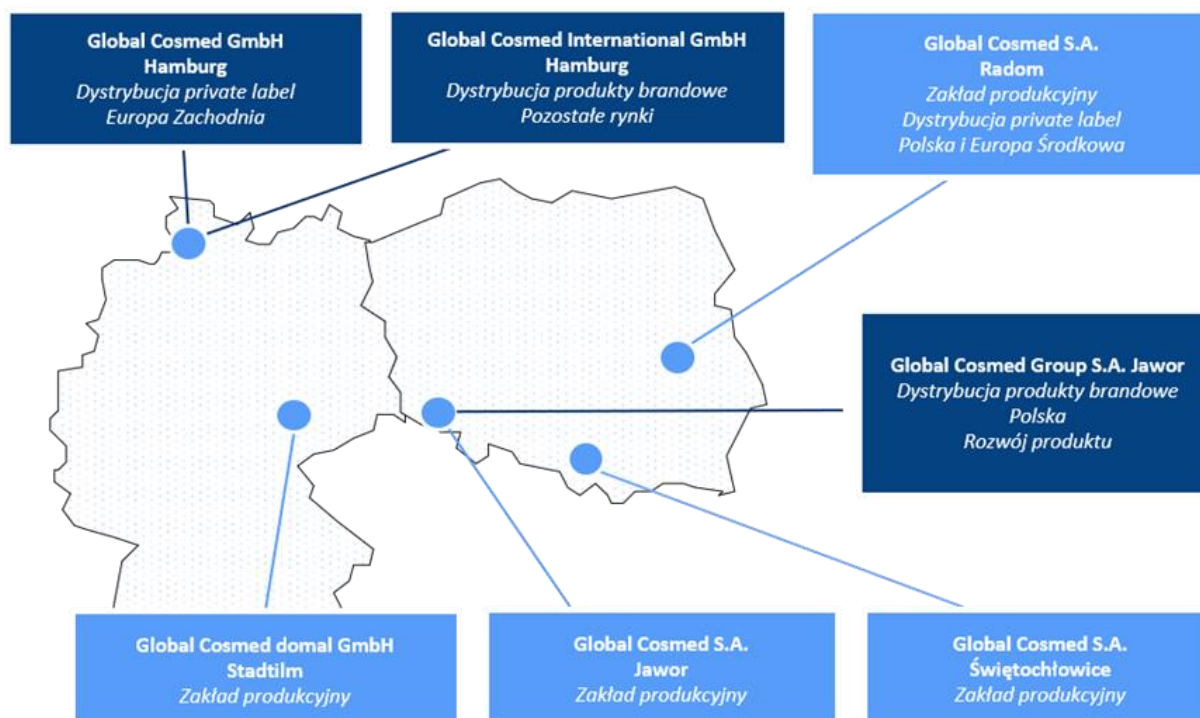 Global Cosmed GmbH
Hamburg
Dystrybucja private label
Europa Zachodnia
Global Cosmed International GmbH
Hamburg
Dystrybucja produkty brandowe
Pozostałe rynki
Global Cosmed S.A.
Radom
Zakład produkcyjny
Dystrybucja private label
Polska i Europa Środkowa
Global Cosmed Group S.A. Jawor
Dystrybucja produkty brandowe
Polska
Rozwój produktu
Global Cosmed domal GmbH
Stadtilm
Zakład produkcyjny
Global Cosmed S.A.
Jawor
Zakład produkcyjny
Global Cosmed S.A.
Świętochłowice
Zakład produkcyjny